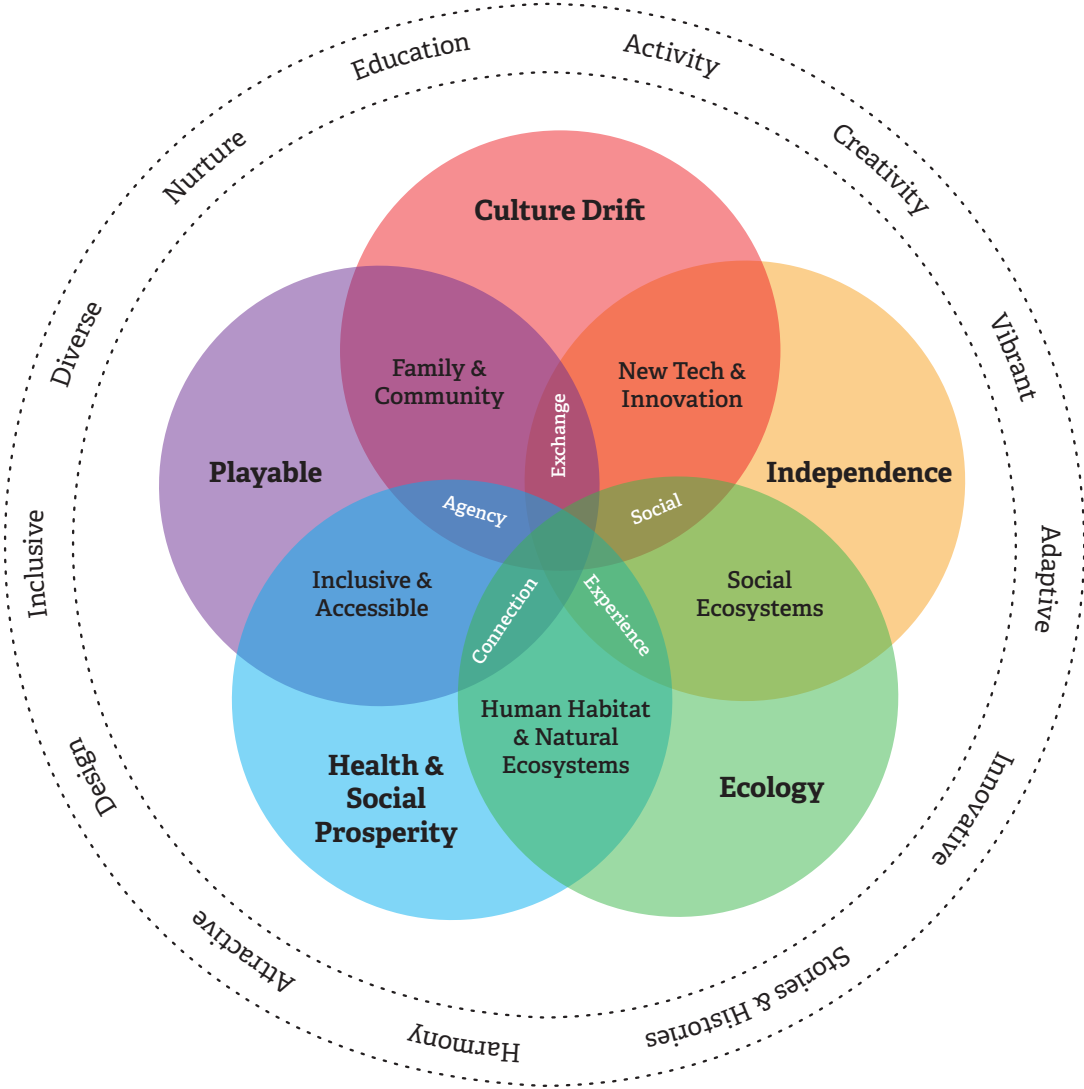 Education
Activity
Creativity
Vibrant
Adaptive
Innovative
Stories & Histories
Harmony
Attractive
Design
Inclusive
Diverse
Nurture
Culture Drift
Family &
Community
New Tech &
Innovation
Exchange
Playable
Independence
Agency
Social
Inclusive &
Accessible
Social
Ecosystems
Connection
Experience
Human Habitat
& Natural
Ecosystems
Health &
Social
Prosperity
Ecology